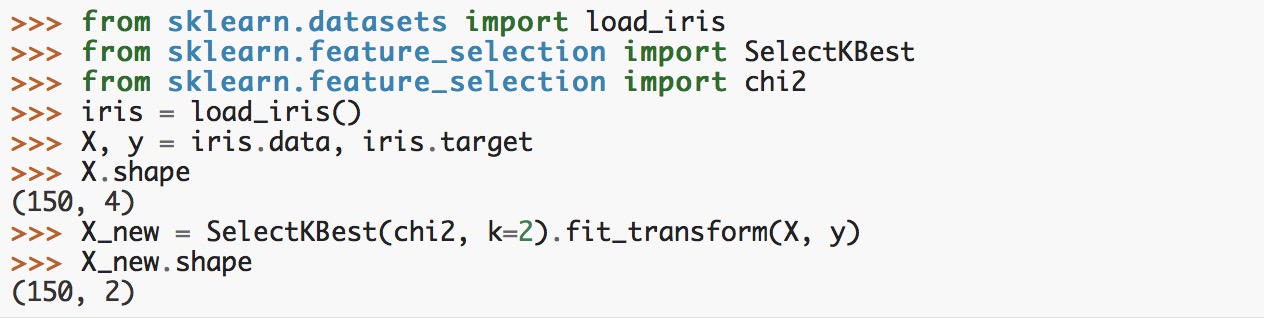 >>> from sklearn.datasets import load_iris
>>> from sklearn.feature_selection import SelectKBest
>>> from sklearn.feature_selection import chi2
>>> iris = load_iris()
>>> X, y = iris.data, iris.target
>>> X.shape
(150, 4)
>>> X_new = SelectKBest(chi2, k=2).fit_transform(X, y)
>>> X_new.shape
(150, 2)